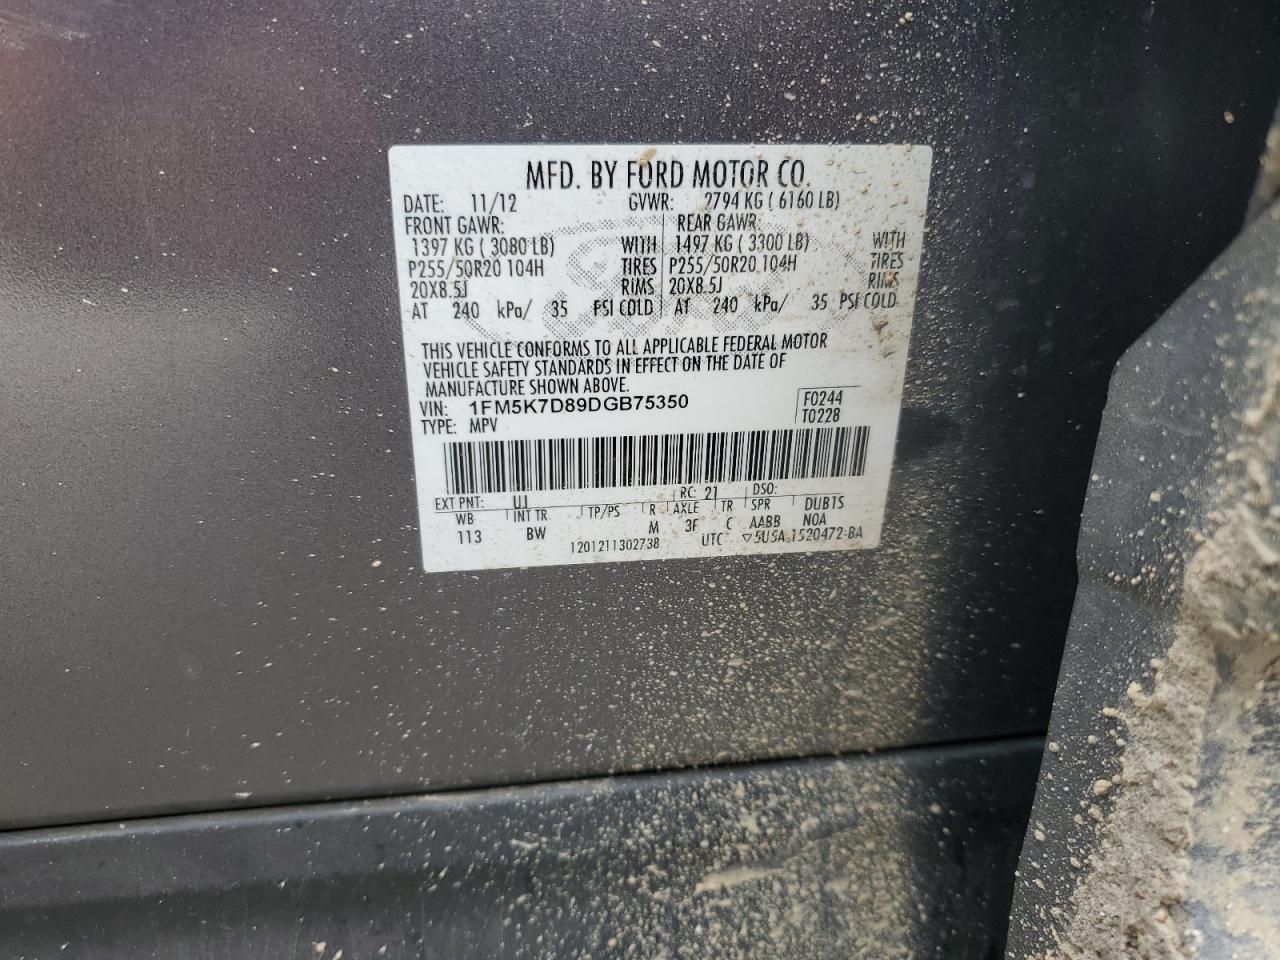 MFD. BY FORD MOTOR CO.
DATE: 11/12 GVWR: 2794 KG ( 6160 LB)
FRONT GAWR: REAR GAWR:
1397 KG ( 3080 LB) WITH 1497 KG ( 3300 LB) WITH
P255/50R20 104H TIRES P255/50R20 104H TIRES
20X8.5J RIMS 20X8.5J RIMS
AT 240 kPa/ 35 PSI COLD AT 240 kPa/ 35 PSI COLD
THIS VEHICLE CONFORMS TO ALL APPLICABLE FEDERAL MOTOR
VEHICLE SAFETY STANDARDS IN EFFECT ON THE DATE OF
MANUFACTURE SHOWN ABOVE.
VIN: 1FM5K7D89DGB75350 F0244
TYPE: MPV T0228
EXT PNT: UJ RC: 21 DSO:
WB INT TR TP/PS R AXLE TR SPR DUB1S
113 BW M 3F C AABB N0A
1201211302738 UTC ▽5U5A 1520472-BA